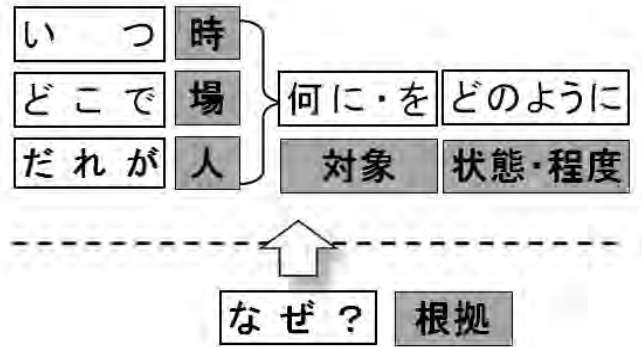 いつ 時
どこで 場
だれが 人
何に・を どのように
対象 状態・程度
なぜ? 根拠